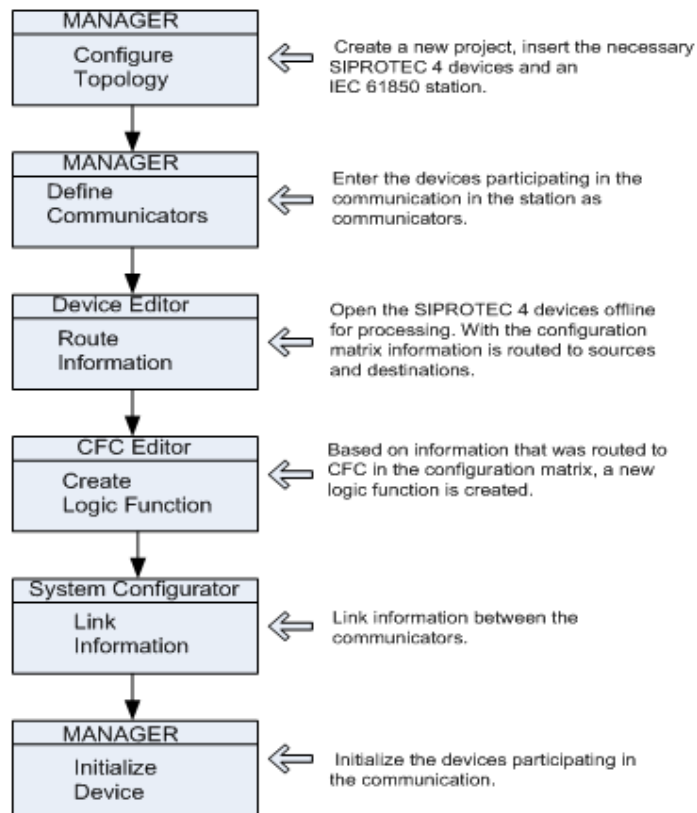 MANAGER
Configure
Topology
Create a new project, insert the necessary
SIPROTEC 4 devices and an
IEC 61850 station.
MANAGER
Define
Communicators
Enter the devices participating in the
communication in the station as
communicators.
Device Editor
Route
Information
Open the SIPROTEC 4 devices offline
for processing. With the configuration
matrix information is routed to sources
and destinations.
CFC Editor
Create
Logic Function
Based on information that was routed to
CFC in the configuration matrix, a new
logic function is created.
System Configurator
Link
Information
Link information between the
communicators.
MANAGER
Initialize
Device
Initialize the devices participating in
the communication.